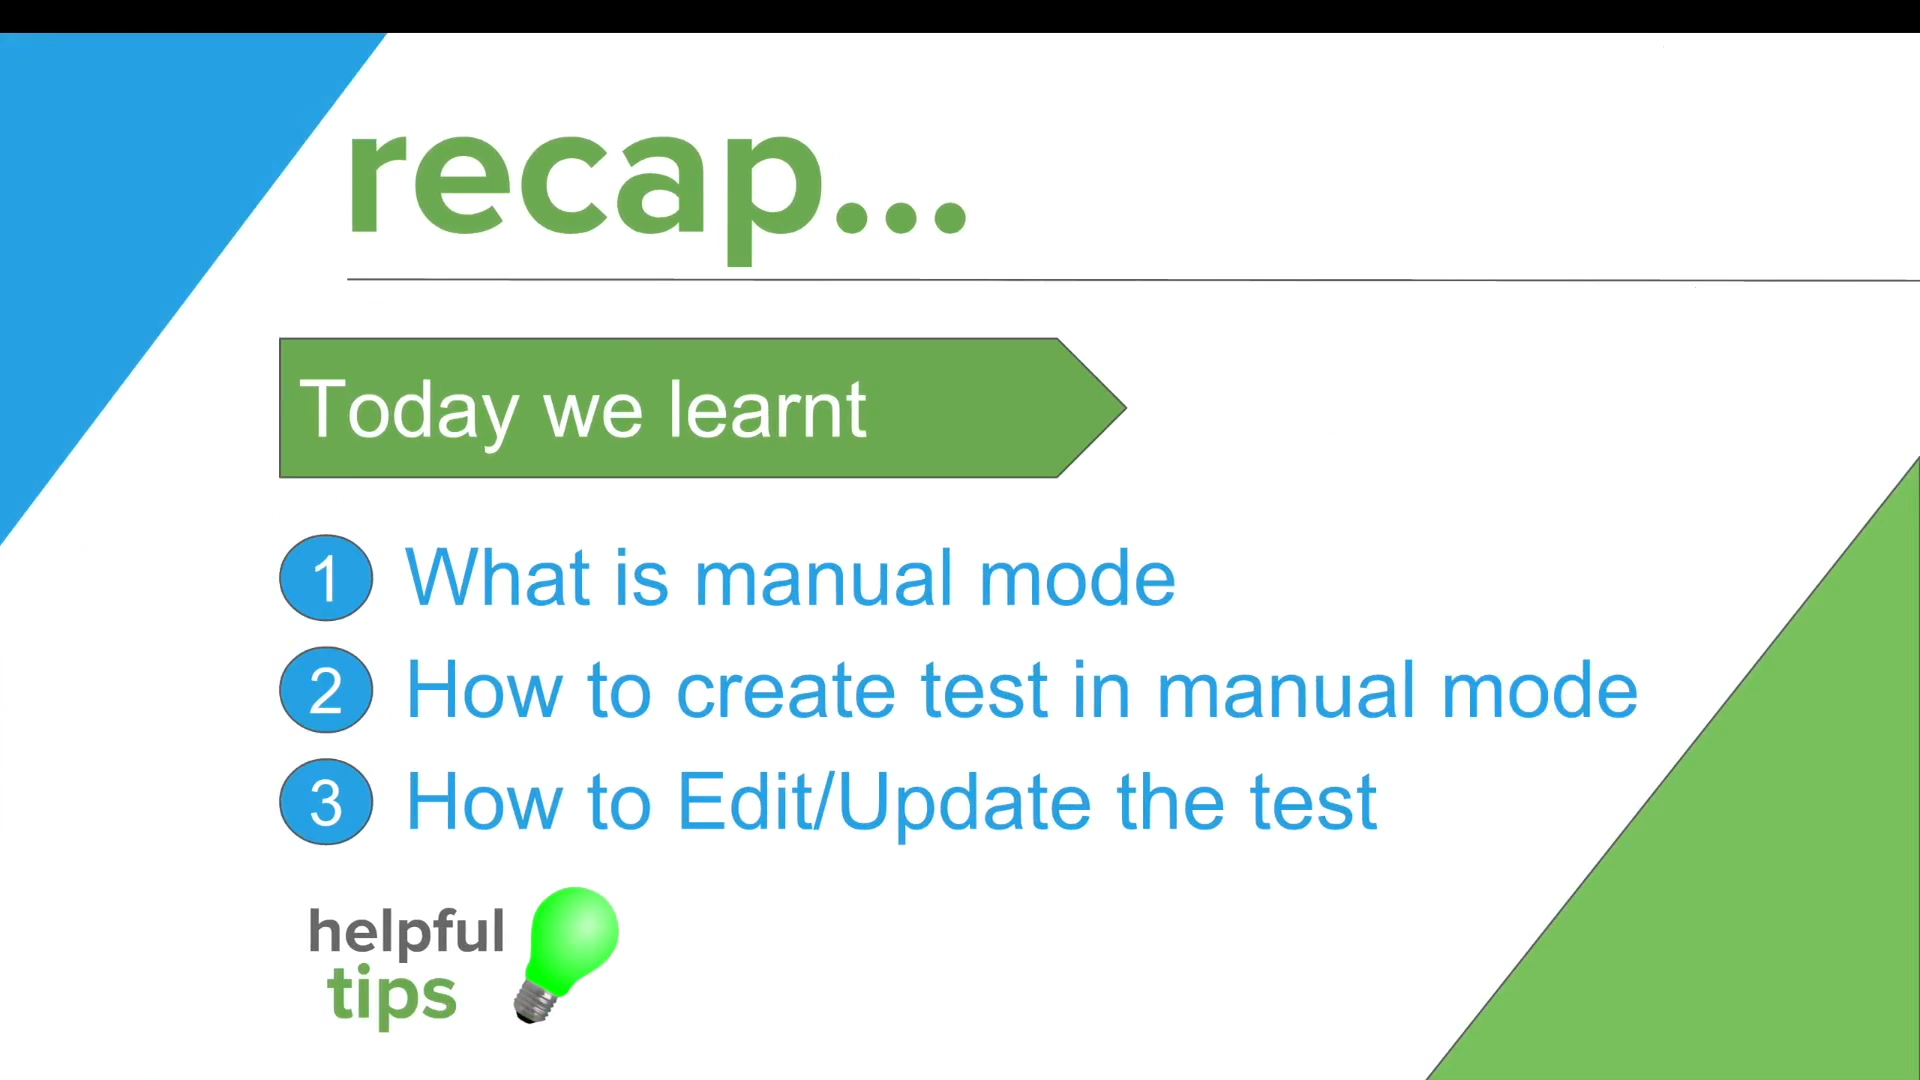 recap...
Today we learnt
1 What is manual mode
2 How to create test in manual mode
3 How to Edit/Update the test
helpful
tips